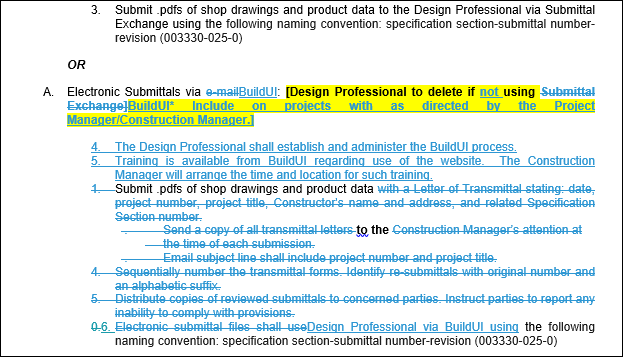 3. Submit .pdfs of shop drawings and product data to the Design Professional via Submittal
Exchange using the following naming convention: specification section-submittal number-
revision (003330-025-0)
OR
A. Electronic Submittals via e-mailBuildUI: [Design Professional to delete if not using Submittal
Exchange]BuildUI* Include on projects with as directed by the Project
Manager/Construction Manager.]
4. The Design Professional shall establish and administer the BuildUI process.
5. Training is available from BuildUI regarding use of the website. The Construction
Manager will arrange the time and location for such training.
1. Submit .pdfs of shop drawings and product data with a Letter of Transmittal stating: date,
project number, project title, Constructor's name and address, and related Specification
Section number.
. Send a copy of all transmittal letters to the Construction Manager's attention at
the time of each submission.
. Email subject line shall include project number and project title.
4. Sequentially number the transmittal forms. Identify re-submittals with original number and
an alphabetic suffix.
5. Distribute copies of reviewed submittals to concerned parties. Instruct parties to report any
inability to comply with provisions.
0.6. Electronic submittal files shall useDesign Professional via BuildUI using the following
naming convention: specification section-submittal number-revision (003330-025-0)